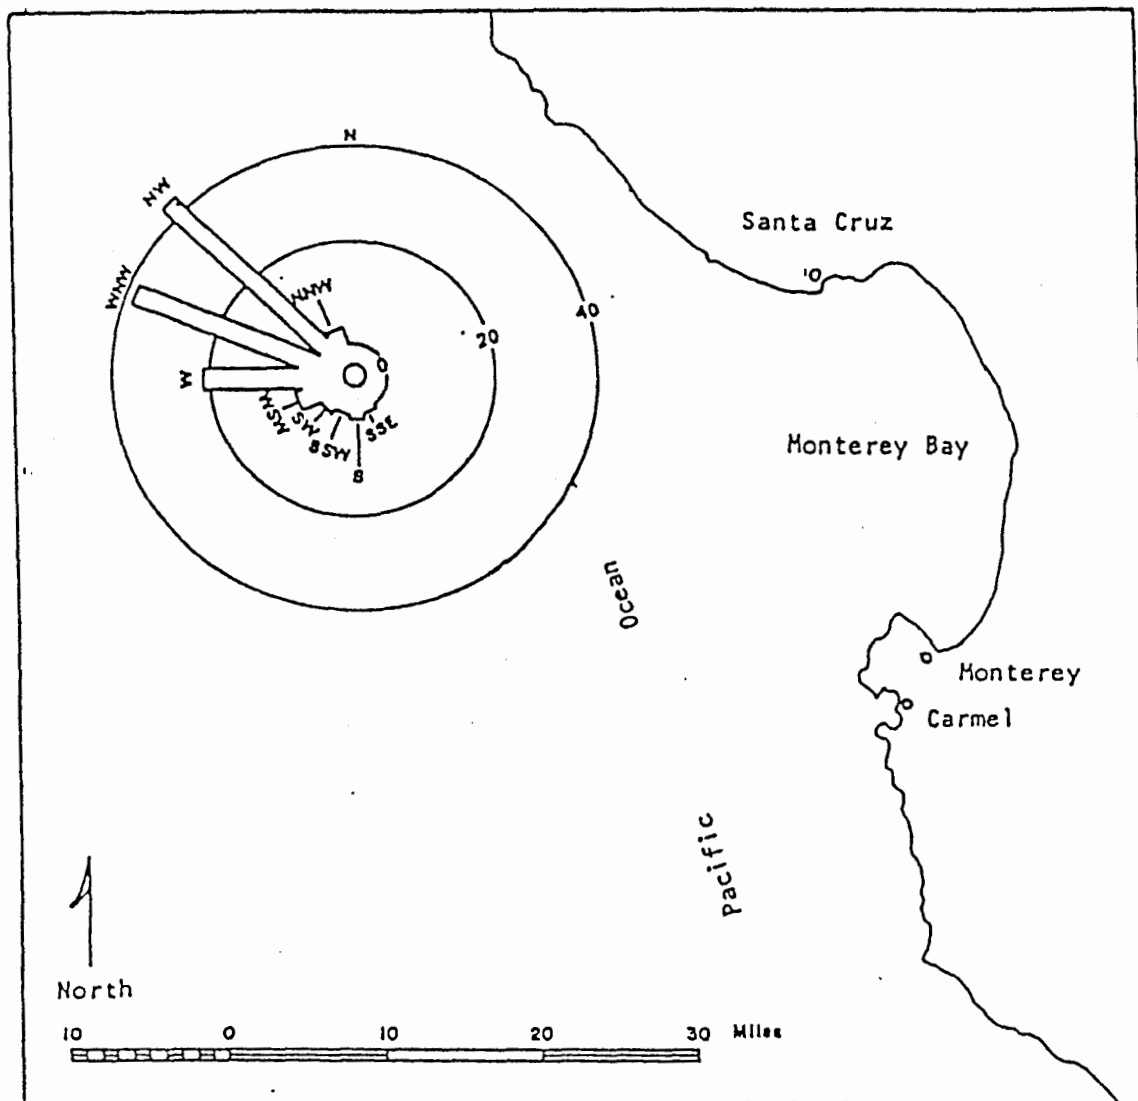 N
NW
Santa Cruz
WNW
NNW
40
20
0
W
WSW
SW
SSW
SSE
S
Monterey Bay
Ocean
Monterey
Carmel
Pacific
North
10 0 10 20 30 Miles